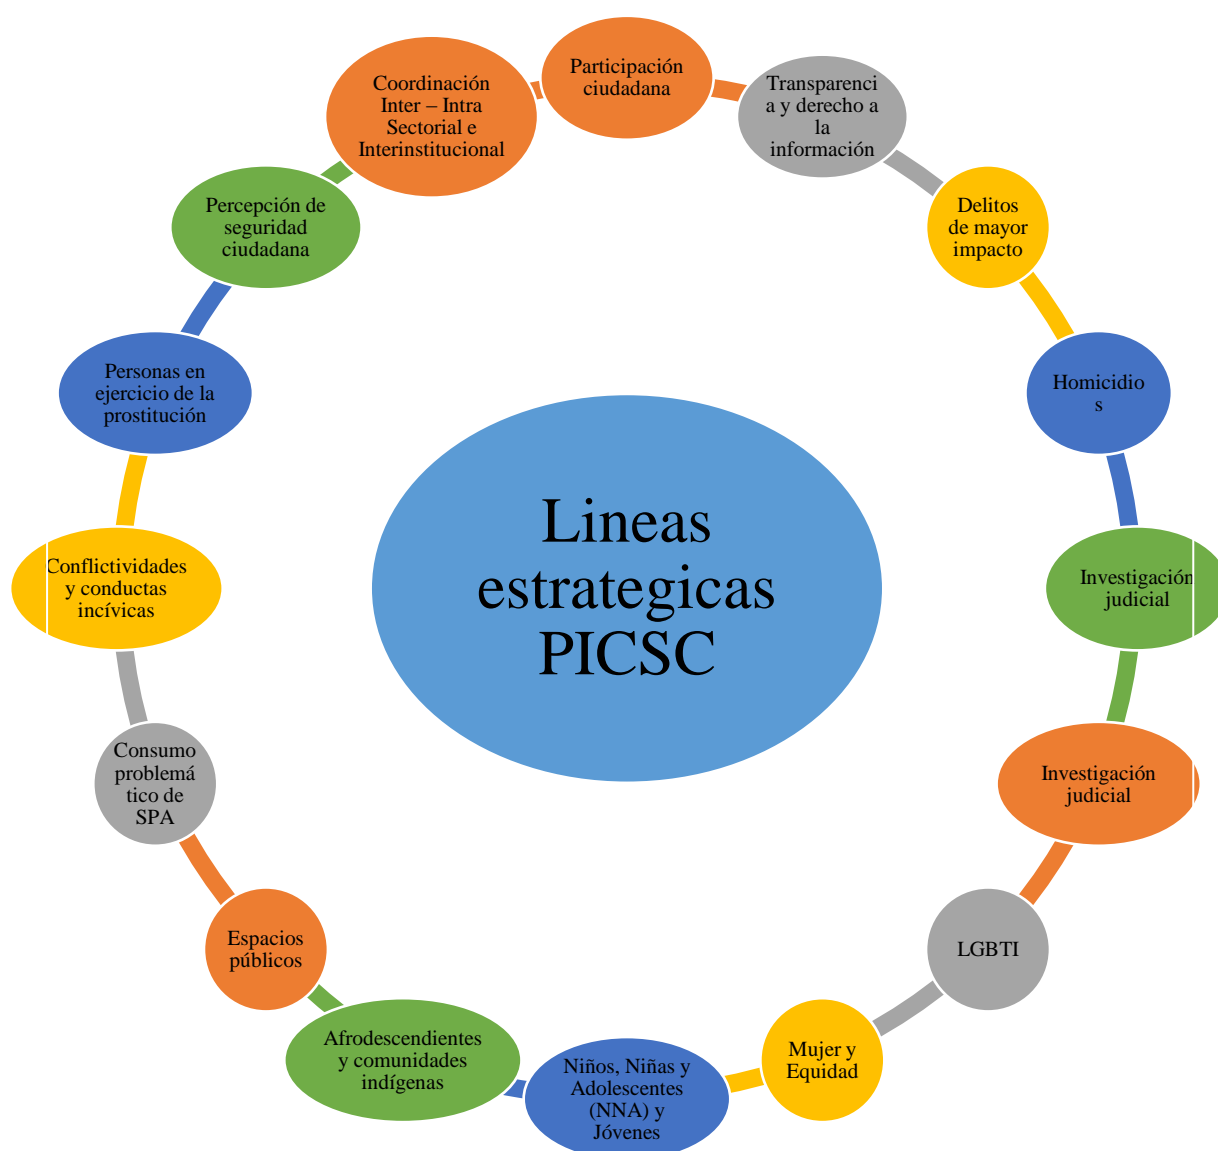 Participación
ciudadana
Transparenci
a y derecho a
la
información
Delitos
de mayor
impacto
Homicidio
s
Investigación
judicial
Investigación
judicial
LGBTI
Mujer y
Equidad
Niños, Niñas y
Adolescentes
(NNA) y
Jóvenes
Afrodescendientes
y comunidades
indígenas
Espacios
públicos
Consumo
problemá
tico de
SPA
Conflictividades
y conductas
incívicas
Personas en
ejercicio de la
prostitución
Percepción de
seguridad
ciudadana
Coordinación
Inter – Intra
Sectorial e
Interinstitucional
Lineas
estrategicas
PICSC